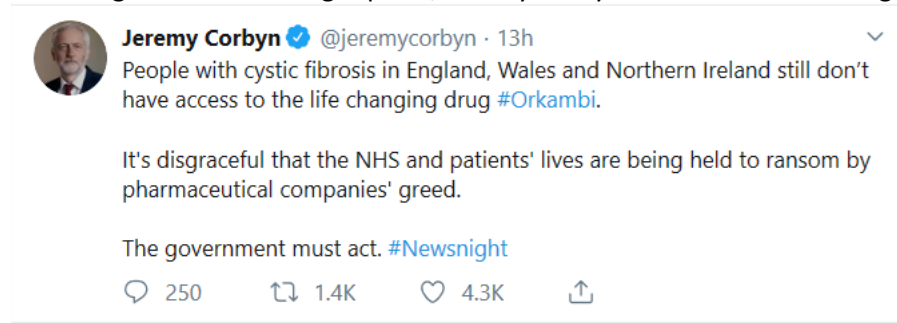 Jeremy Corbyn @jeremycorbyn · 13h
People with cystic fibrosis in England, Wales and Northern Ireland still don't
have access to the life changing drug #Orkambi.
It's disgraceful that the NHS and patients' lives are being held to ransom by
pharmaceutical companies' greed.
The government must act. #Newsnight
250 1.4K 4.3K